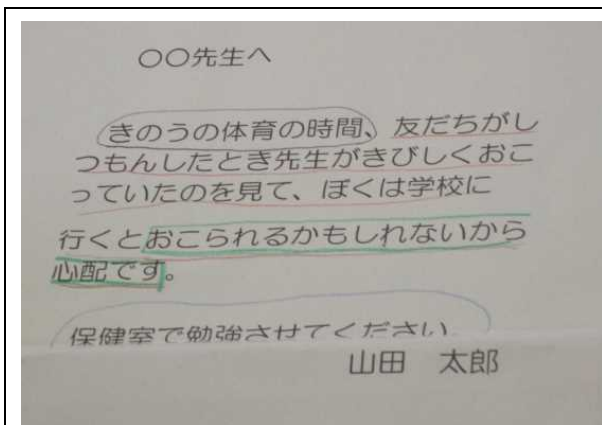 〇〇先生へ
きのうの体育の時間、友だちがし
つもんしたとき先生がきびしくおこ
っていたのを見て、ぼくは学校に
行くとおこられるかもしれないから
心配です。
保健室で勉強させてください。
山田 太郎